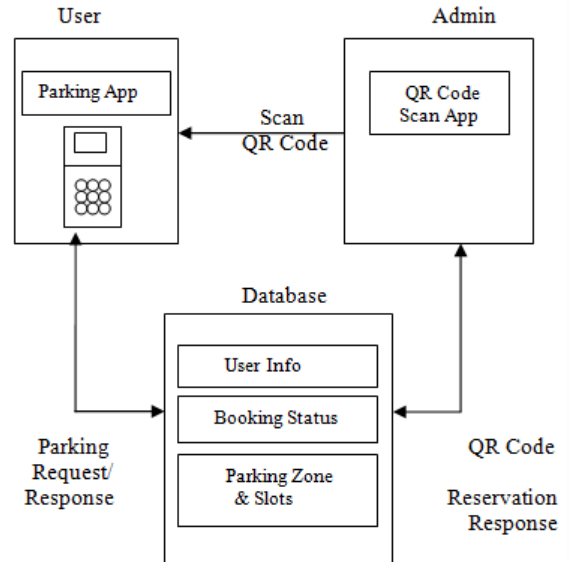 User
Admin
Parking App
QR Code
Scan App
Scan
QR Code
Database
User Info
Booking Status
Parking Zone
& Slots
Parking
Request/
Response
QR Code
Reservation
Response